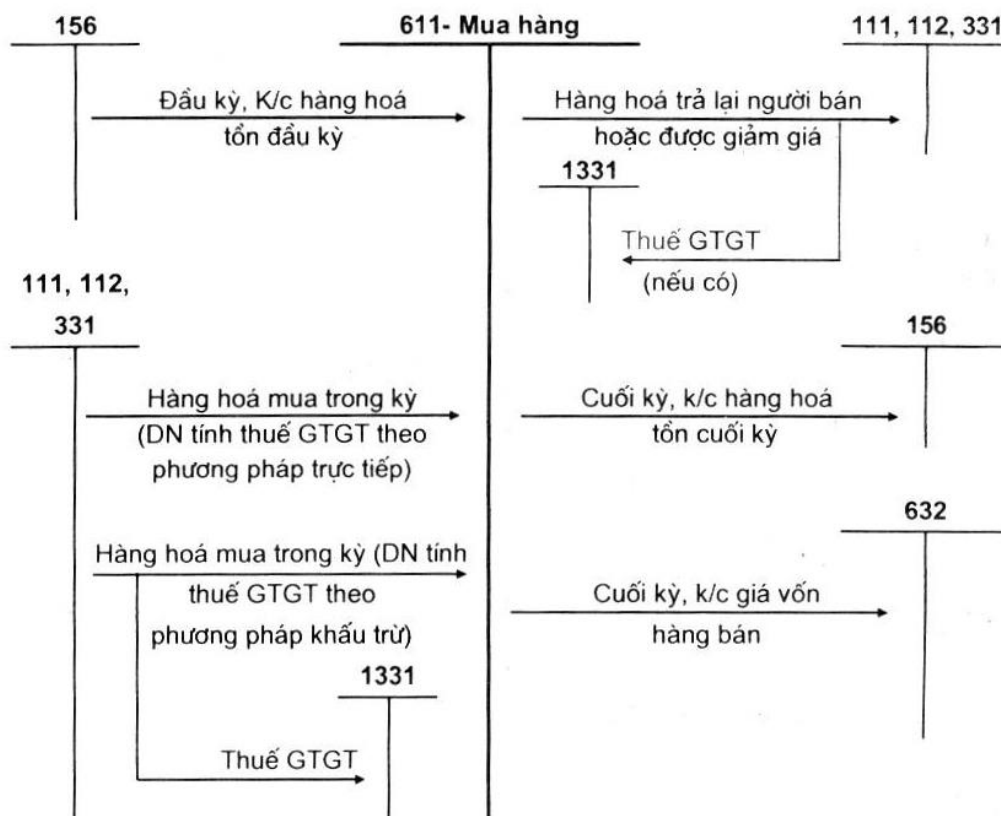 156
611- Mua hàng
111, 112, 331
Đầu kỳ, K/c hàng hoá
tồn đầu kỳ
Hàng hoá trả lại người bán
hoặc được giảm giá
1331
Thuế GTGT
(nếu có)
111, 112,
331
Hàng hoá mua trong kỳ
(DN tính thuế GTGT theo
phương pháp trực tiếp)
156
Cuối kỳ, k/c hàng hoá
tồn cuối kỳ
632
Hàng hoá mua trong kỳ (DN tính
thuế GTGT theo
phương pháp khấu trừ)
Cuối kỳ, k/c giá vốn
hàng bán
1331
Thuế GTGT